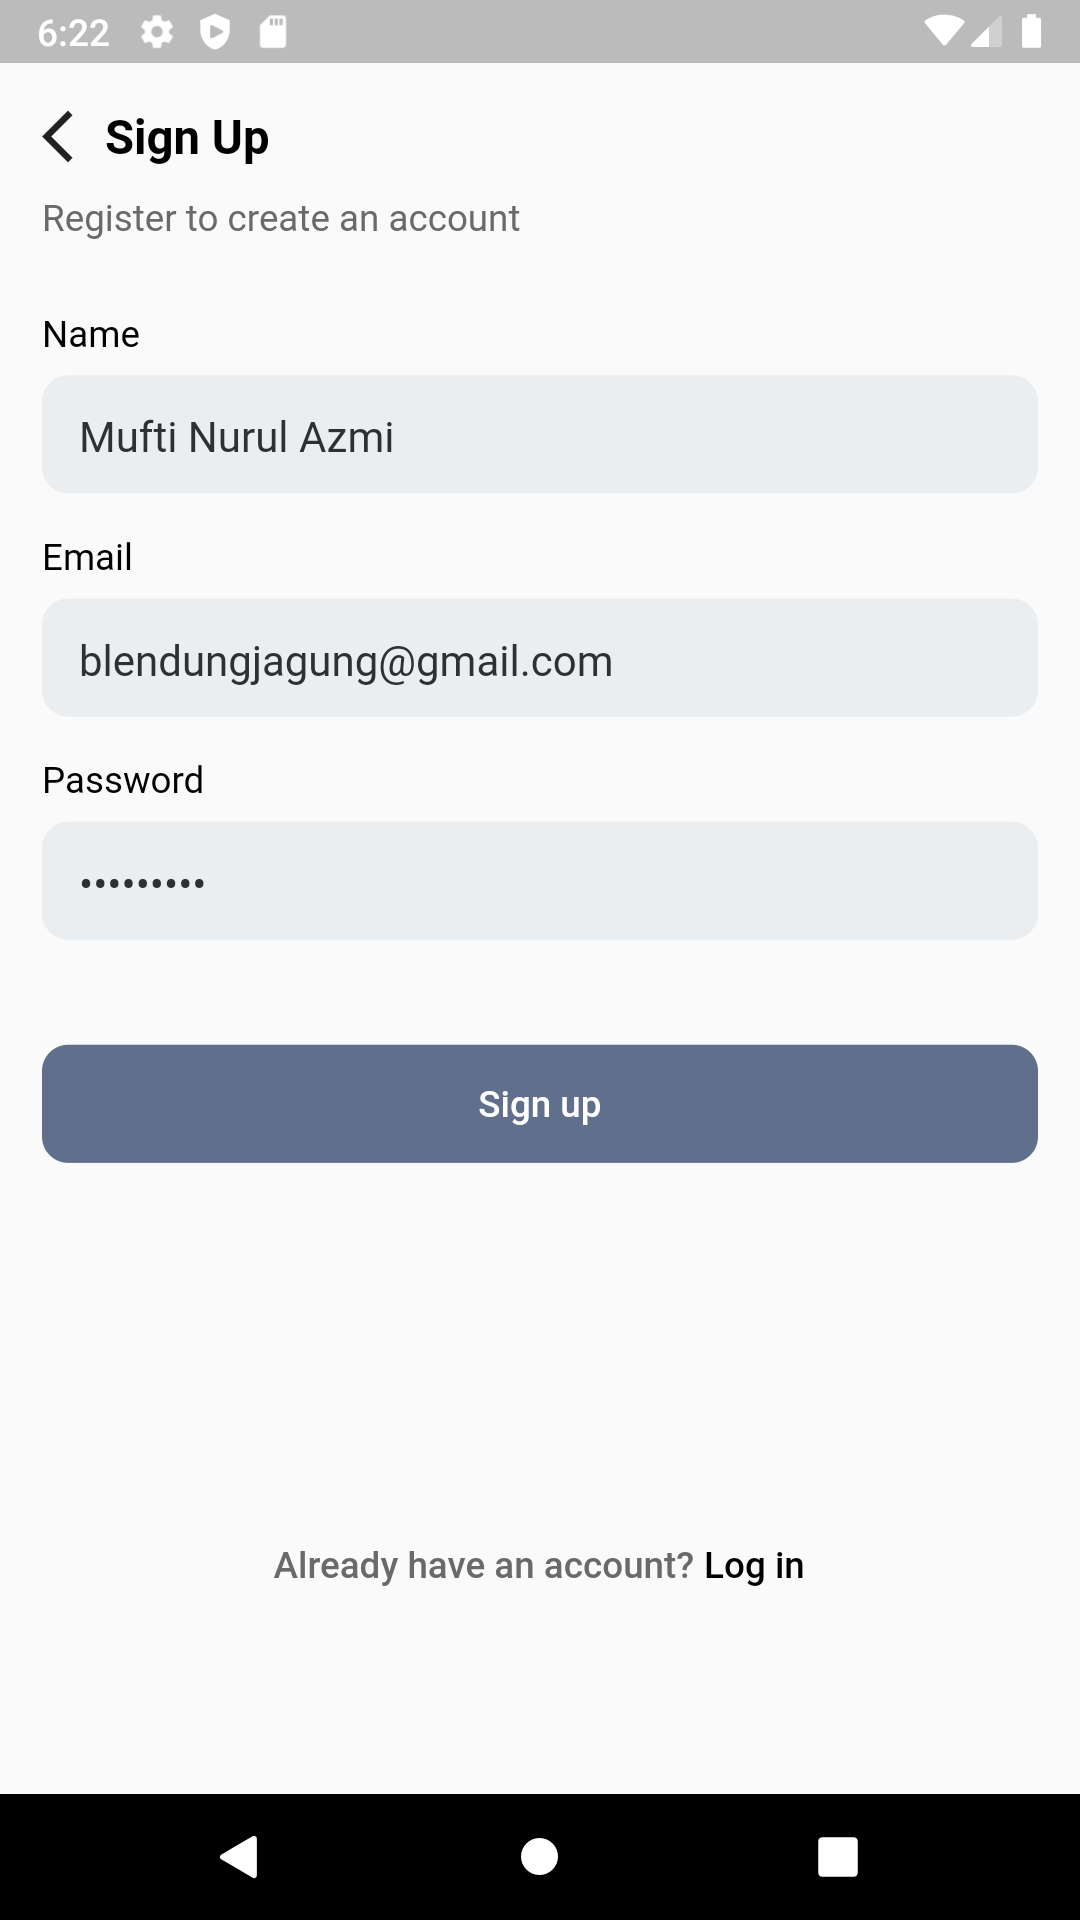 6:22
Sign Up
Register to create an account
Name
Mufti Nurul Azmi
Email
blendungjagung@gmail.com
Password
•••••••••
Sign up
Already have an account? Log in